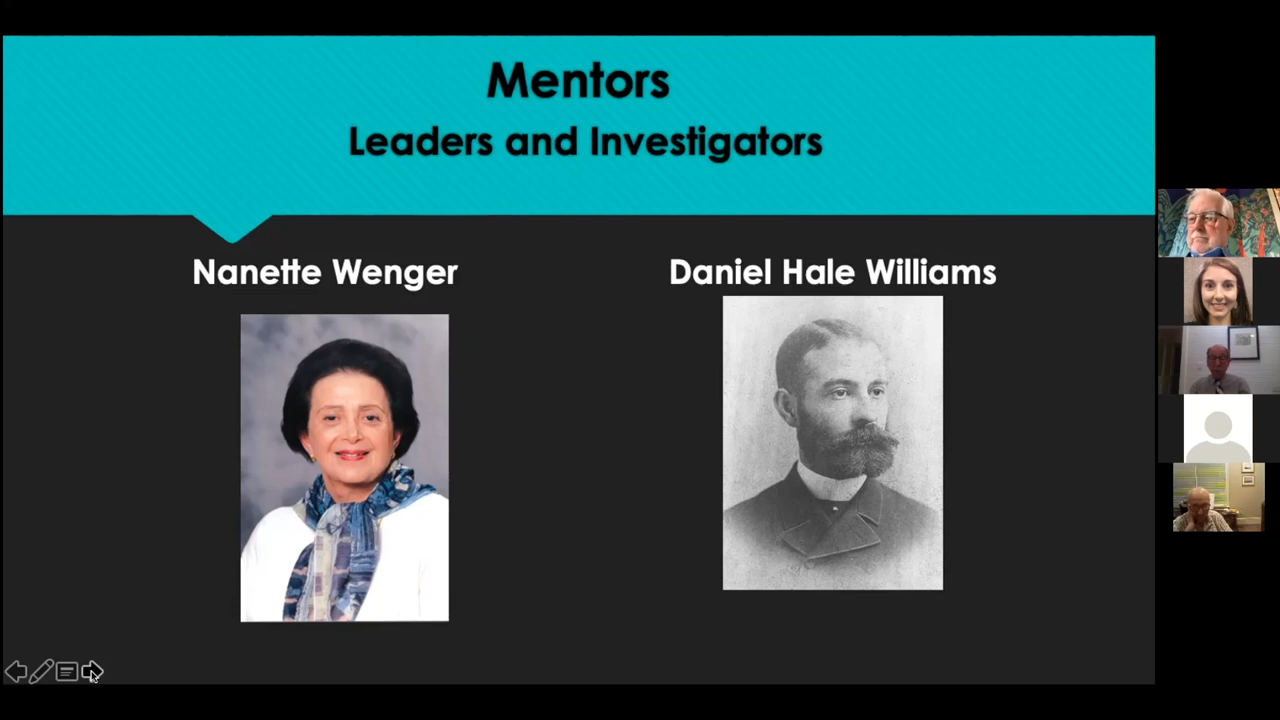 Mentors
Leaders and Investigators
Nanette Wenger
Daniel Hale Williams